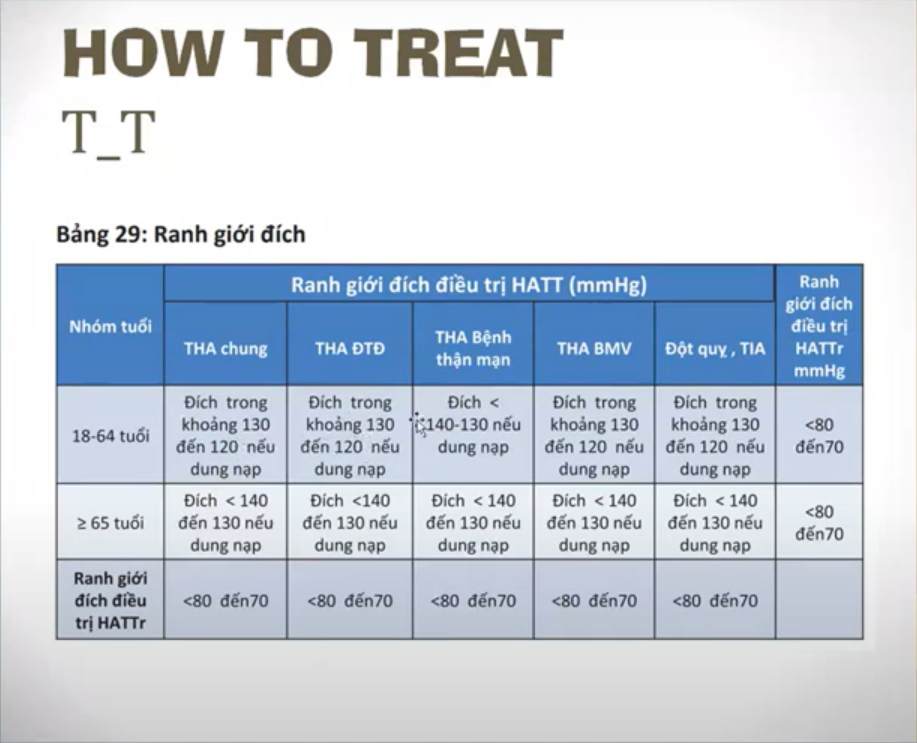 HOW TO TREAT
T_T
Bảng 29: Ranh giới đích
Nhóm tuổi
Ranh giới đích điều trị HATT (mmHg)
Ranh
giới đích
điều trị
HATTr
mmHg
THA chung
THA ĐTĐ
THA Bệnh
thận mạn
THA BMV
Đột quỵ , TIA
18-64 tuổi
Đích trong
khoảng 130
đến 120 nếu
dung nạp
Đích trong
khoảng 130
đến 120 nếu
dung nạp
Đích <
140-130 nếu
dung nạp
Đích trong
khoảng 130
đến 120 nếu
dung nạp
Đích trong
khoảng 130
đến 120 nếu
dung nạp
<80
đến70
≥ 65 tuổi
Đích < 140
đến 130 nếu
dung nạp
Đích <140
đến 130 nếu
dung nạp
Đích < 140
đến 130 nếu
dung nạp
Đích < 140
đến 130 nếu
dung nạp
Đích < 140
đến 130 nếu
dung nạp
<80
đến70
Ranh giới
đích điều
trị HATTr
<80 đến70
<80 đến70
<80 đến70
<80 đến70
<80 đến70